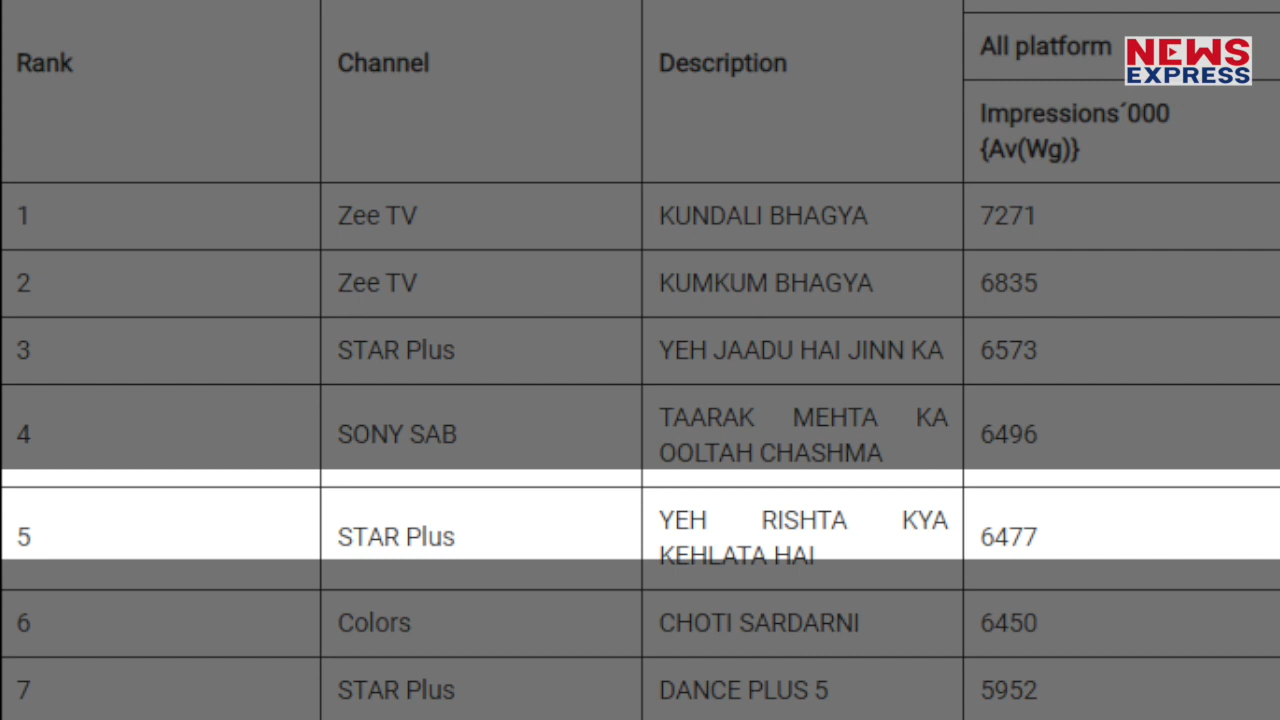 Rank Channel Description All platform
Impressions´000
{Av(Wg)}
NEWS
EXPRESS
1 Zee TV KUNDALI BHAGYA 7271
2 Zee TV KUMKUM BHAGYA 6835
3 STAR Plus YEH JAADU HAI JINN KA 6573
4 SONY SAB TAARAK MEHTA KA
OOLTAH CHASHMA 6496
5 STAR Plus YEH RISHTA KYA
KEHLATA HAI 6477
6 Colors CHOTI SARDARNI 6450
7 STAR Plus DANCE PLUS 5 5952